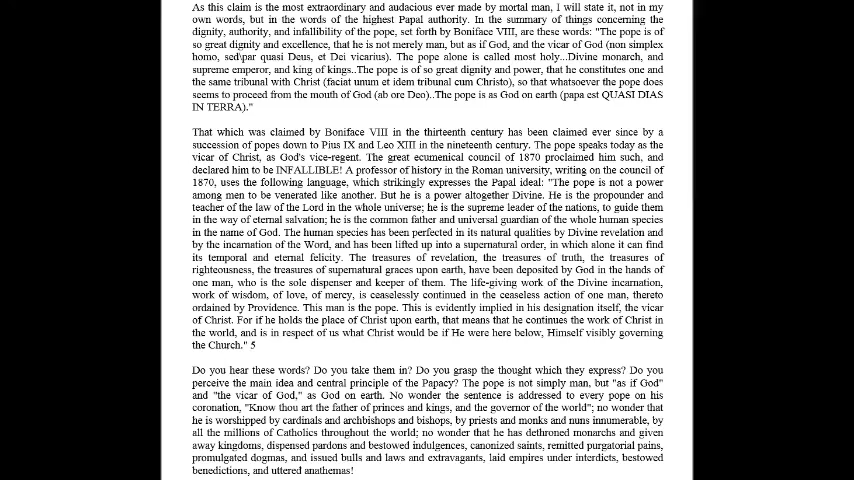 As this claim is the most extraordinary and audacious ever made by mortal man, I will state it, not in my
own words, but in the words of the highest Papal authority. In the summary of things concerning the
dignity, authority, and infallibility of the pope, set forth by Boniface VIII, are these words: "The pope is of
so great dignity and excellence, that he is not merely man, but as if God, and the vicar of God (non simplex
homo, sed\par quasi Deus, et Dei vicarius). The pope alone is called most holy...Divine monarch, and
supreme emperor, and king of kings..The pope is of so great dignity and power, that he constitutes one and
the same tribunal with Christ (faciat unum et idem tribunal cum Christo), so that whatsoever the pope does
seems to proceed from the mouth of God (ab ore Deo)..The pope is as God on earth (papa est QUASI DIAS
IN TERRA)."
That which was claimed by Boniface VIII in the thirteenth century has been claimed ever since by a
succession of popes down to Pius IX and Leo XIII in the nineteenth century. The pope speaks today as the
vicar of Christ, as God's vice-regent. The great ecumenical council of 1870 proclaimed him such, and
declared him to be INFALLIBLE! A professor of history in the Roman university, writing on the council of
1870, uses the following language, which strikingly expresses the Papal ideal: "The pope is not a power
among men to be venerated like another. But he is a power altogether Divine. He is the propounder and
teacher of the law of the Lord in the whole universe; he is the supreme leader of the nations, to guide them
in the way of eternal salvation; he is the common father and universal guardian of the whole human species
in the name of God. The human species has been perfected in its natural qualities by Divine revelation and
by the incarnation of the Word, and has been lifted up into a supernatural order, in which alone it can find
its temporal and eternal felicity. The treasures of revelation, the treasures of truth, the treasures of
righteousness, the treasures of supernatural graces upon earth, have been deposited by God in the hands of
one man, who is the sole dispenser and keeper of them. The life-giving work of the Divine incarnation,
work of wisdom, of love, of mercy, is ceaselessly continued in the ceaseless action of one man, thereto
ordained by Providence. This man is the pope. This is evidently implied in his designation itself, the vicar
of Christ. For if he holds the place of Christ upon earth, that means that he continues the work of Christ in
the world, and is in respect of us what Christ would be if He were here below, Himself visibly governing
the Church." 5
Do you hear these words? Do you take them in? Do you grasp the thought which they express? Do you
perceive the main idea and central principle of the Papacy? The pope is not simply man, but "as if God"
and "the vicar of God," as God on earth. No wonder the sentence is addressed to every pope on his
coronation, "Know thou art the father of princes and kings, and the governor of the world"; no wonder that
he is worshipped by cardinals and archbishops and bishops, by priests and monks and nuns innumerable, by
all the millions of Catholics throughout the world; no wonder that he has dethroned monarchs and given
away kingdoms, dispensed pardons and bestowed indulgences, canonized saints, remitted purgatorial pains,
promulgated dogmas, and issued bulls and laws and extravagants, laid empires under interdicts, bestowed
benedictions, and uttered anathemas!